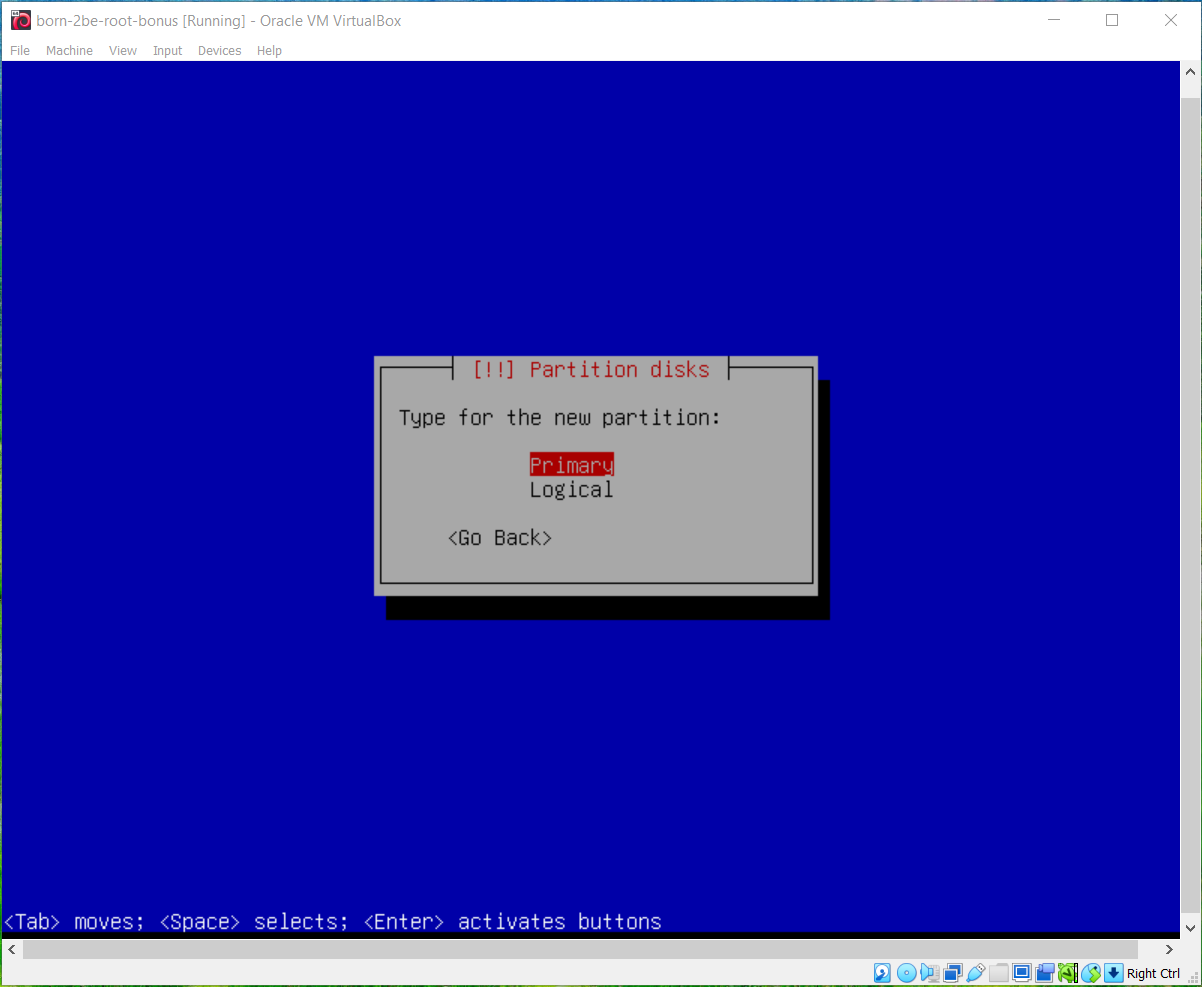 born-2be-root-bonus [Running] - Oracle VM VirtualBox
File Machine View Input Devices Help
[!!] Partition disks
Type for the new partition:
Primary
Logical
<Go Back>
<Tab> moves; <Space> selects; <Enter> activates buttons
Right Ctrl